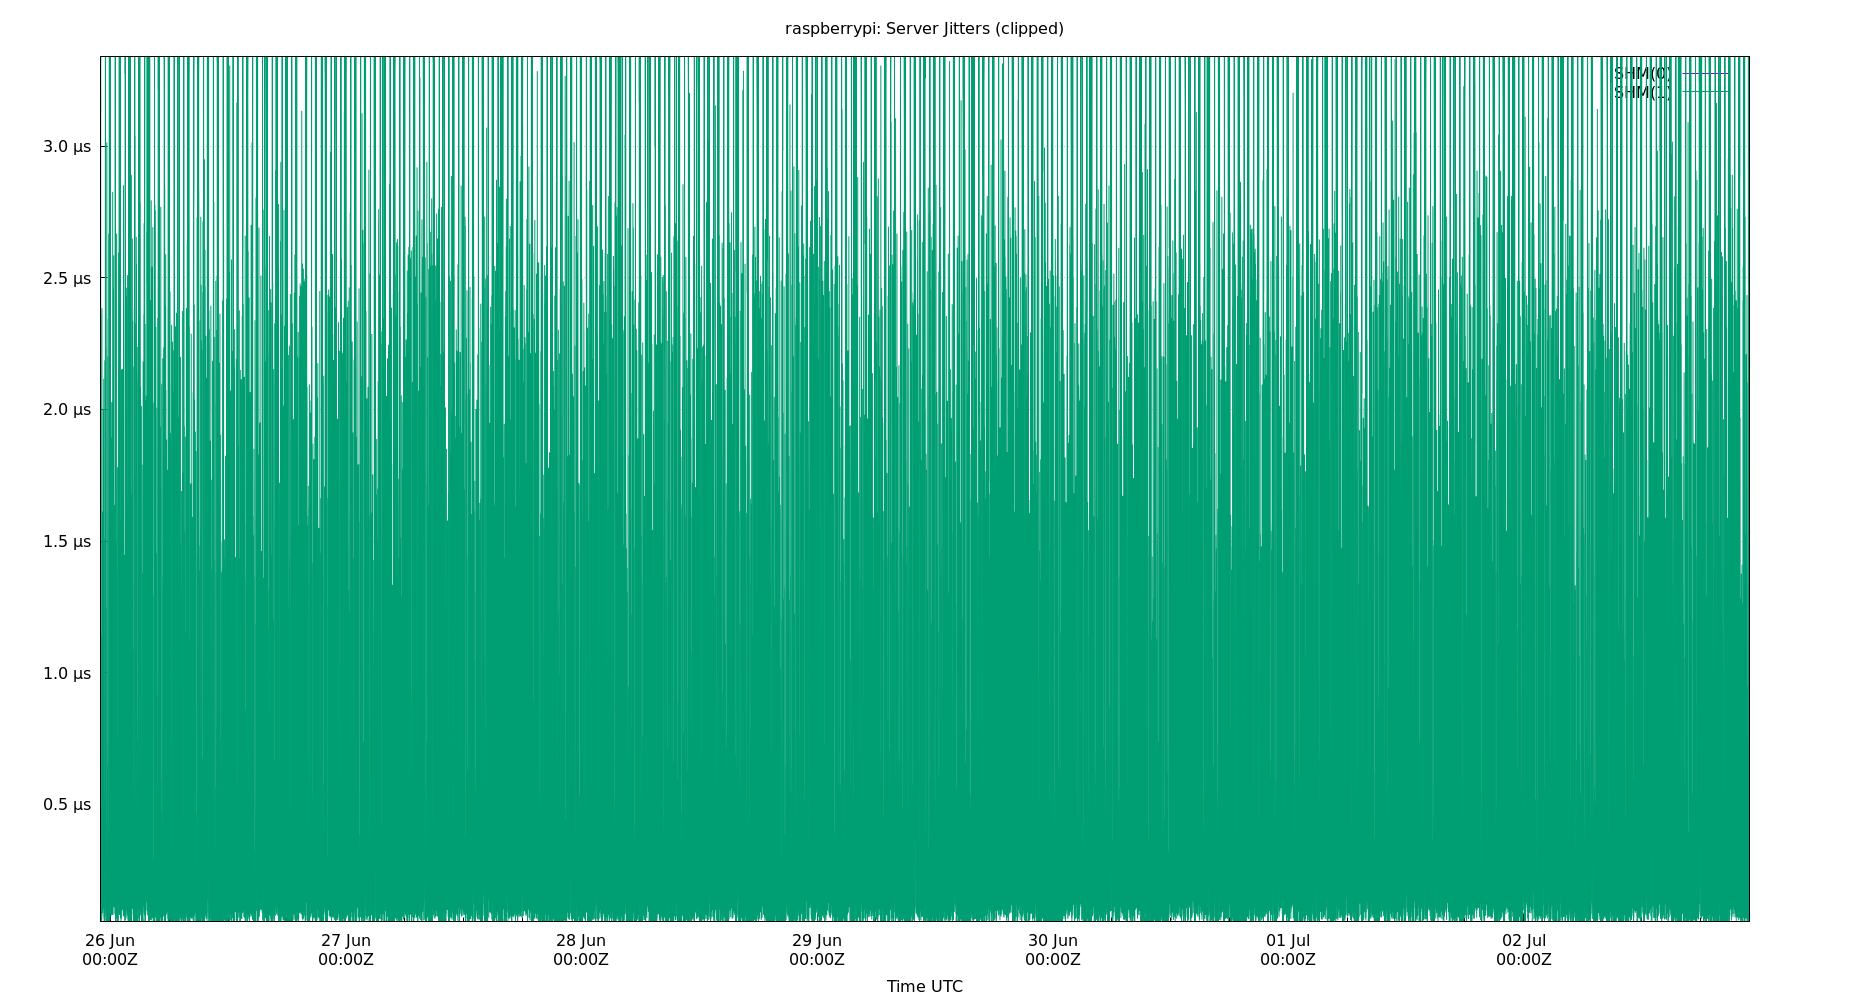 raspberrypi: Server Jitters (clipped)
SHM(0)
SHM(1)
3.0 μs
2.5 μs
2.0 μs
1.5 μs
1.0 μs
0.5 μs
26 Jun 27 Jun 28 Jun 29 Jun 30 Jun 01 Jul 02 Jul
00:00Z 00:00Z 00:00Z 00:00Z 00:00Z 00:00Z 00:00Z
Time UTC